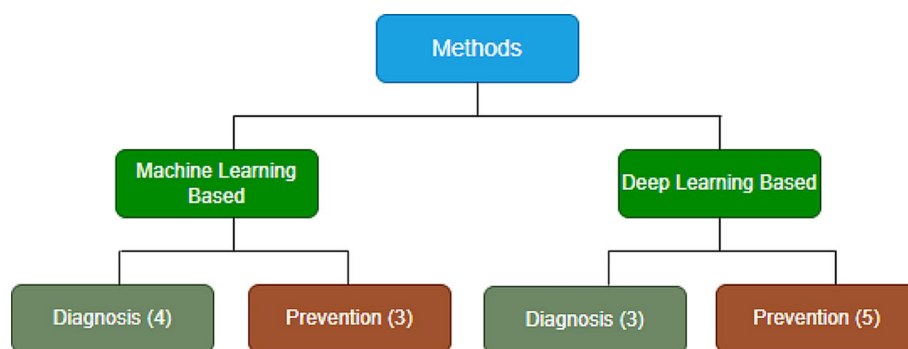 Methods
Machine Learning
Based
Deep Learning Based
Diagnosis (4)
Prevention (3)
Diagnosis (3)
Prevention (5)